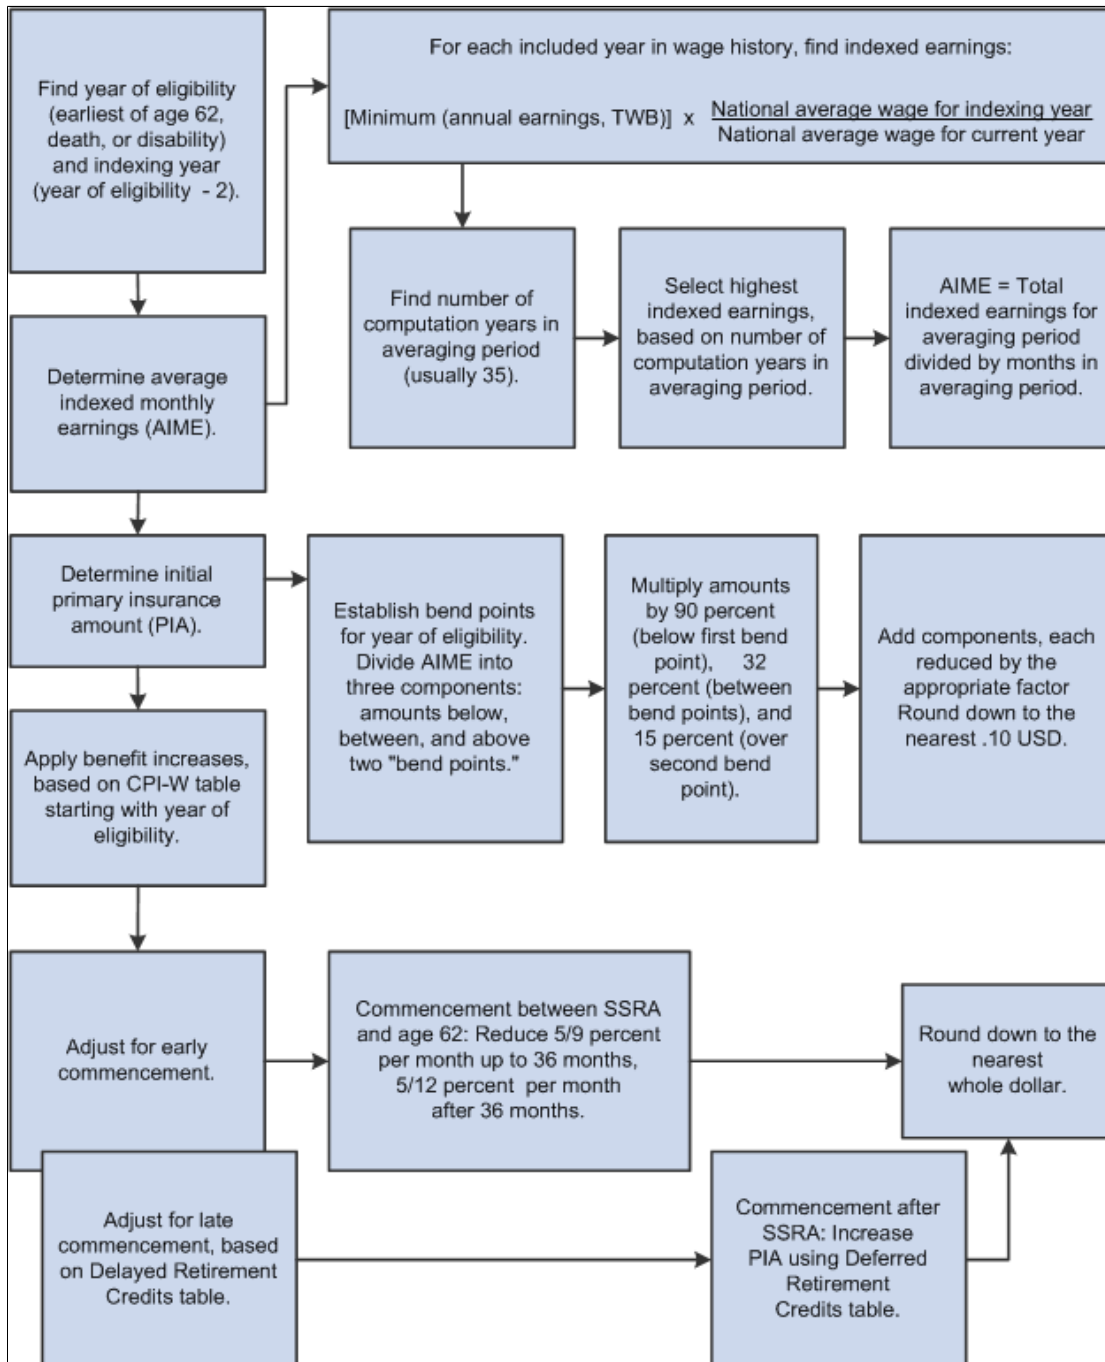 Find year of eligibility
(earliest of age 62,
death, or disability)
and indexing year
(year of eligibility - 2).
For each included year in wage history, find indexed earnings:
[Minimum (annual earnings, TWB)] x National average wage for indexing year
National average wage for current year
Determine average
indexed monthly
earnings (AIME).
Find number of
computation years in
averaging period
(usually 35).
Select highest
indexed earnings,
based on number of
computation years in
averaging period.
AIME = Total
indexed earnings for
averaging period
divided by months in
averaging period.
Determine initial
primary insurance
amount (PIA).
Establish bend points
for year of eligibility.
Divide AIME into
three components:
amounts below,
between, and above
two "bend points."
Multiply amounts
by 90 percent
(below first bend
point), 32
percent (between
bend points), and
15 percent (over
second bend
point).
Add components, each
reduced by the
appropriate factor
Round down to the
nearest .10 USD.
Apply benefit increases,
based on CPI-W table
starting with year of
eligibility.
Adjust for early
commencement.
Commencement between SSRA
and age 62: Reduce 5/9 percent
per month up to 36 months,
5/12 percent per month
after 36 months.
Round down to the
nearest
whole dollar.
Adjust for late
commencement, based
on Delayed Retirement
Credits table.
Commencement after
SSRA: Increase
PIA using Deferred
Retirement
Credits table.